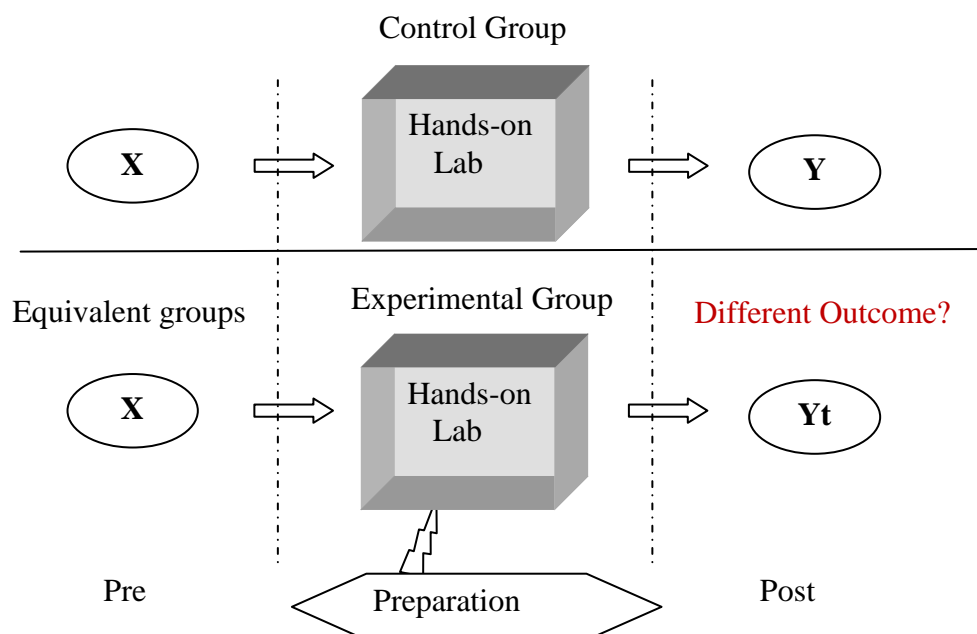 Control Group
Hands-on
Lab
X
Y
Equivalent groups
Experimental Group
Different Outcome?
Hands-on
Lab
X
Yt
Pre
Preparation
Post